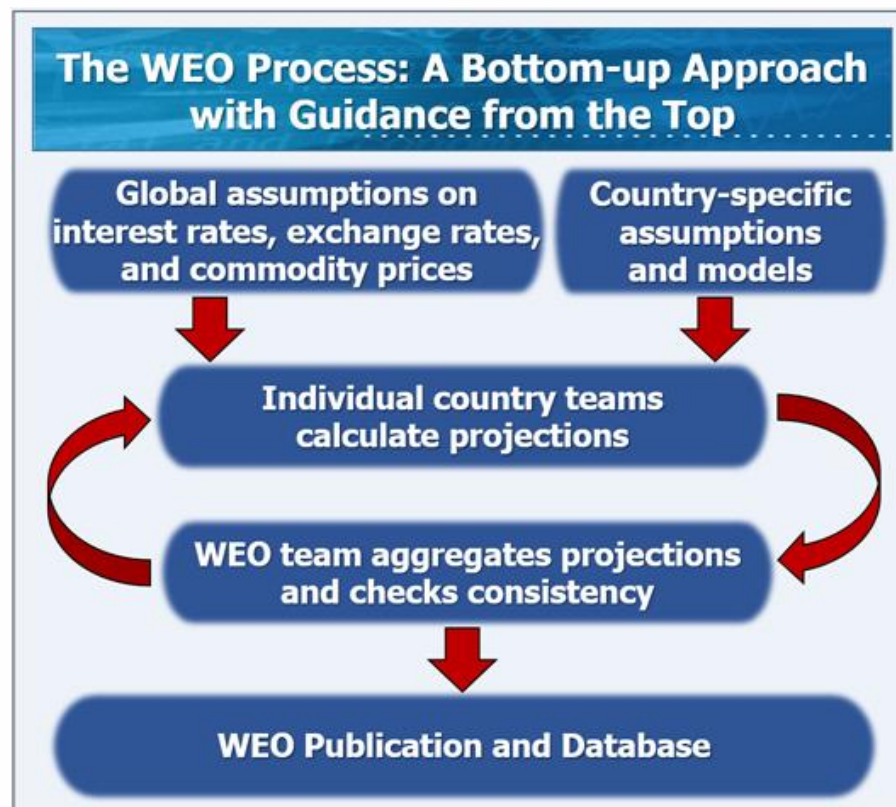 The WEO Process: A Bottom-up Approach
with Guidance from the Top
Global assumptions on
interest rates, exchange rates,
and commodity prices
Country-specific
assumptions
and models
Individual country teams
calculate projections
WEO team aggregates projections
and checks consistency
WEO Publication and Database